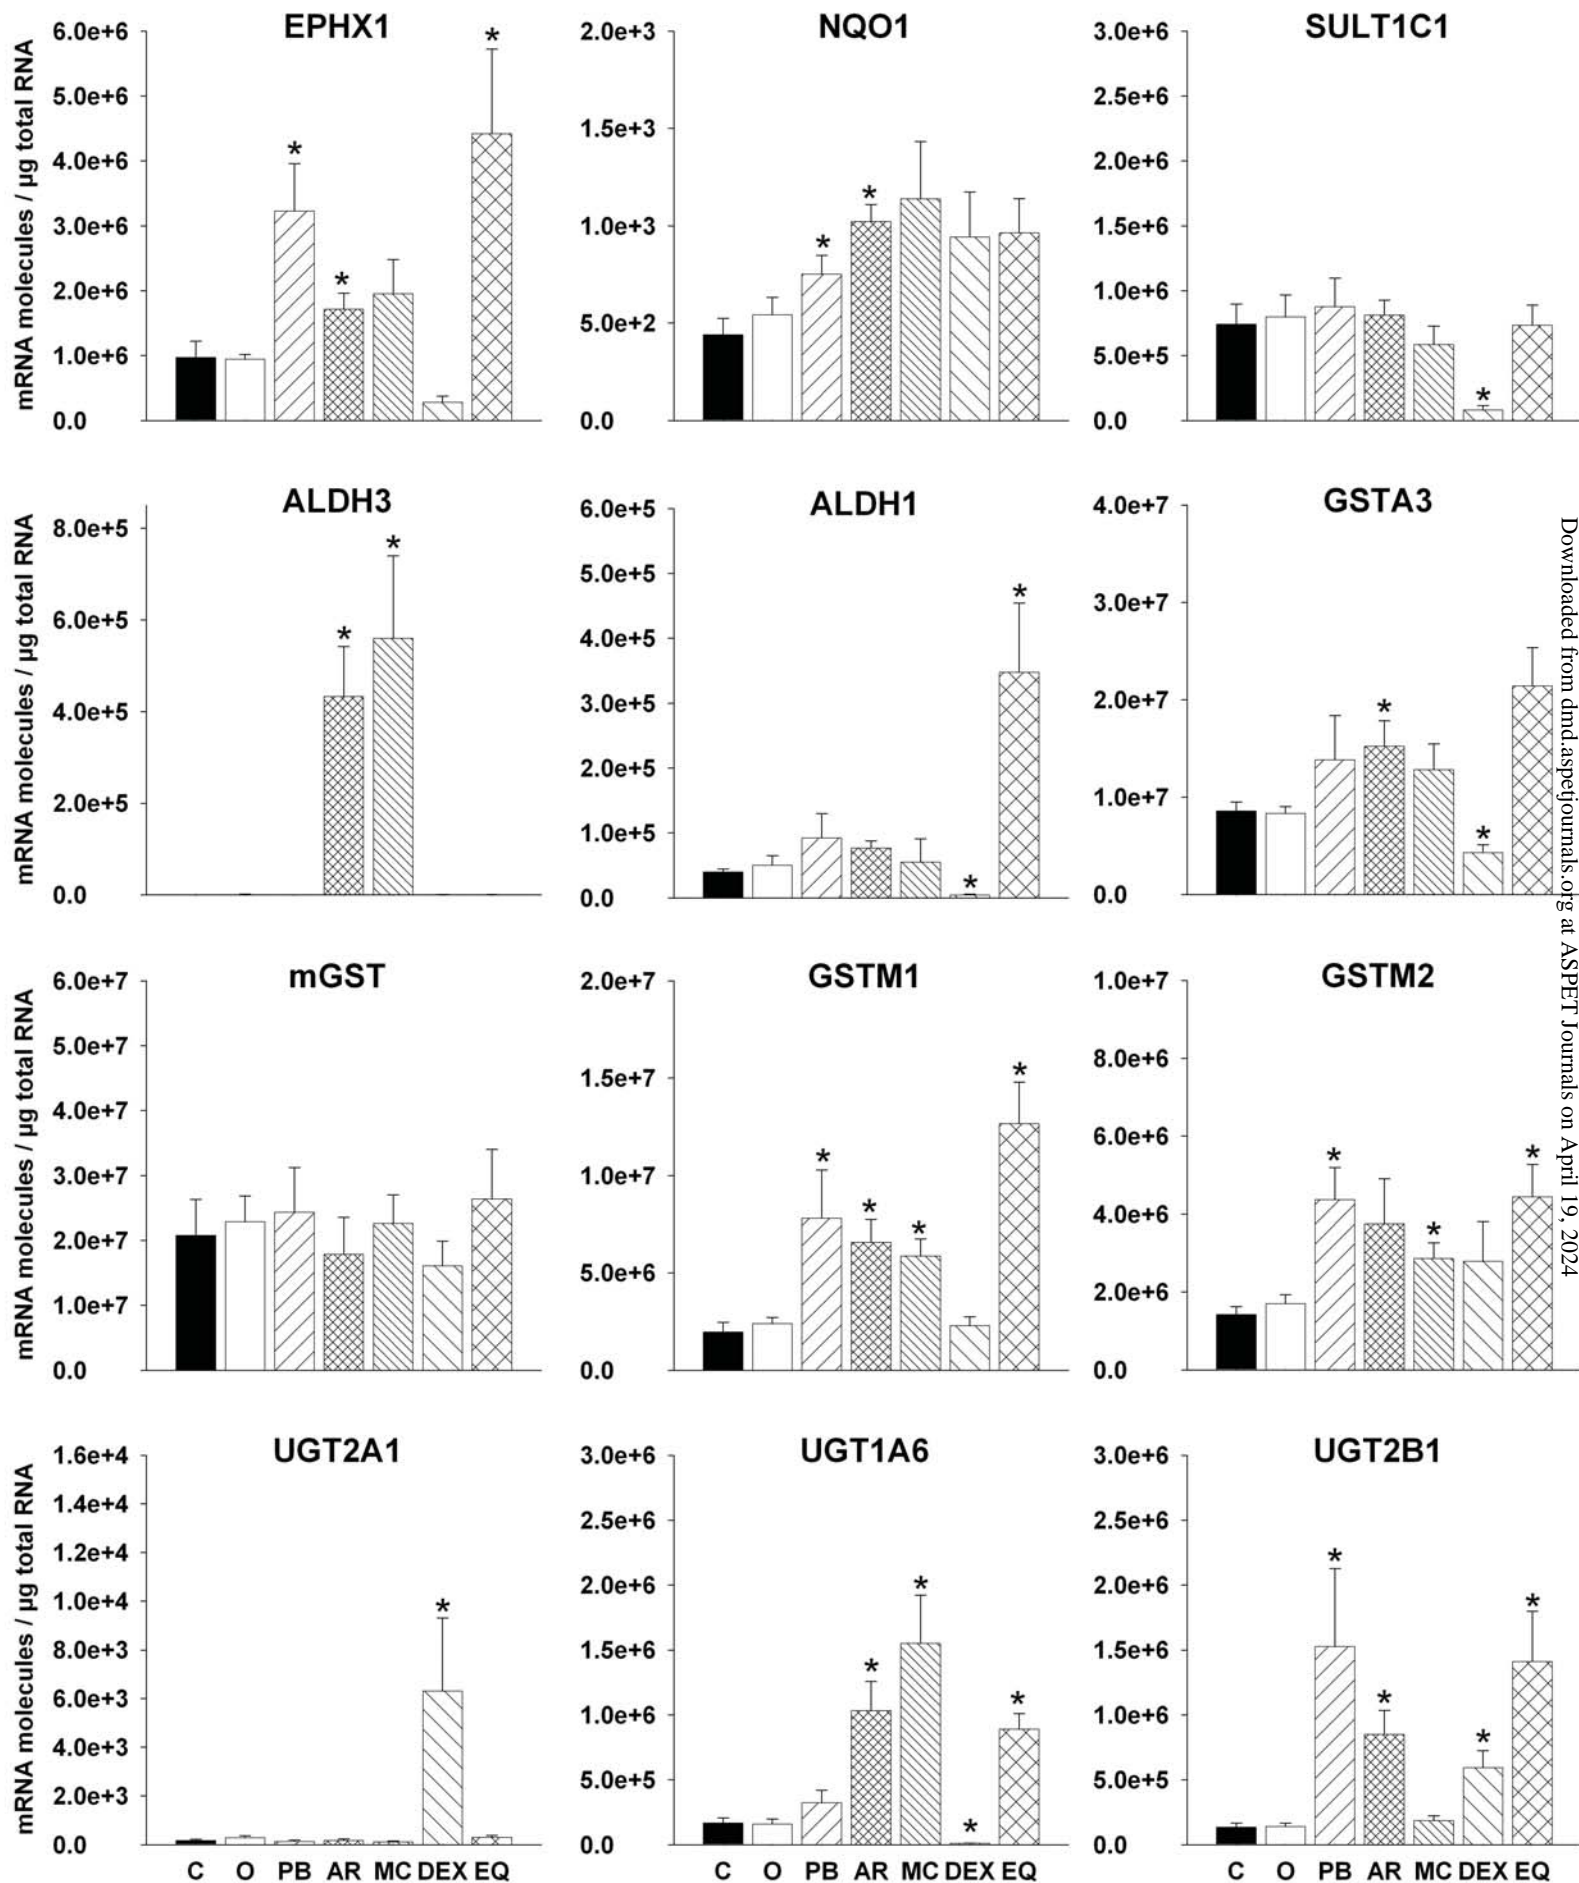 EPHX1
NQO1
SULT1C1
mRNA molecules / µg total RNA
6.0e+6
5.0e+6
4.0e+6
3.0e+6
2.0e+6
1.0e+6
0.0
* * * *
2.0e+3
1.5e+3
1.0e+3
5.0e+2
0.0
* *
3.0e+6
2.5e+6
2.0e+6
1.5e+6
1.0e+6
5.0e+5
0.0
*
ALDH3
ALDH1
GSTA3
mRNA molecules / µg total RNA
8.0e+5
6.0e+5
4.0e+5
2.0e+5
0.0
* *
6.0e+5
5.0e+5
4.0e+5
3.0e+5
2.0e+5
1.0e+5
0.0
* *
4.0e+7
3.0e+7
2.0e+7
1.0e+7
0.0
* *
mGST
GSTM1
GSTM2
mRNA molecules / µg total RNA
6.0e+7
5.0e+7
4.0e+7
3.0e+7
2.0e+7
1.0e+7
0.0
2.0e+7
1.5e+7
1.0e+7
5.0e+6
0.0
* * * *
1.0e+7
8.0e+6
6.0e+6
4.0e+6
2.0e+6
0.0
* * *
UGT2A1
UGT1A6
UGT2B1
mRNA molecules / µg total RNA
1.6e+4
1.4e+4
1.2e+4
1.0e+4
8.0e+3
6.0e+3
4.0e+3
2.0e+3
0.0
*
C O PB AR MC DEX EQ
3.0e+6
2.5e+6
2.0e+6
1.5e+6
1.0e+6
5.0e+5
0.0
* * * *
C O PB AR MC DEX EQ
3.0e+6
2.5e+6
2.0e+6
1.5e+6
1.0e+6
5.0e+5
0.0
* * * *
C O PB AR MC DEX EQ
Downloaded from dmd.aspetjournals.org at ASPET Journals on April 19, 2024